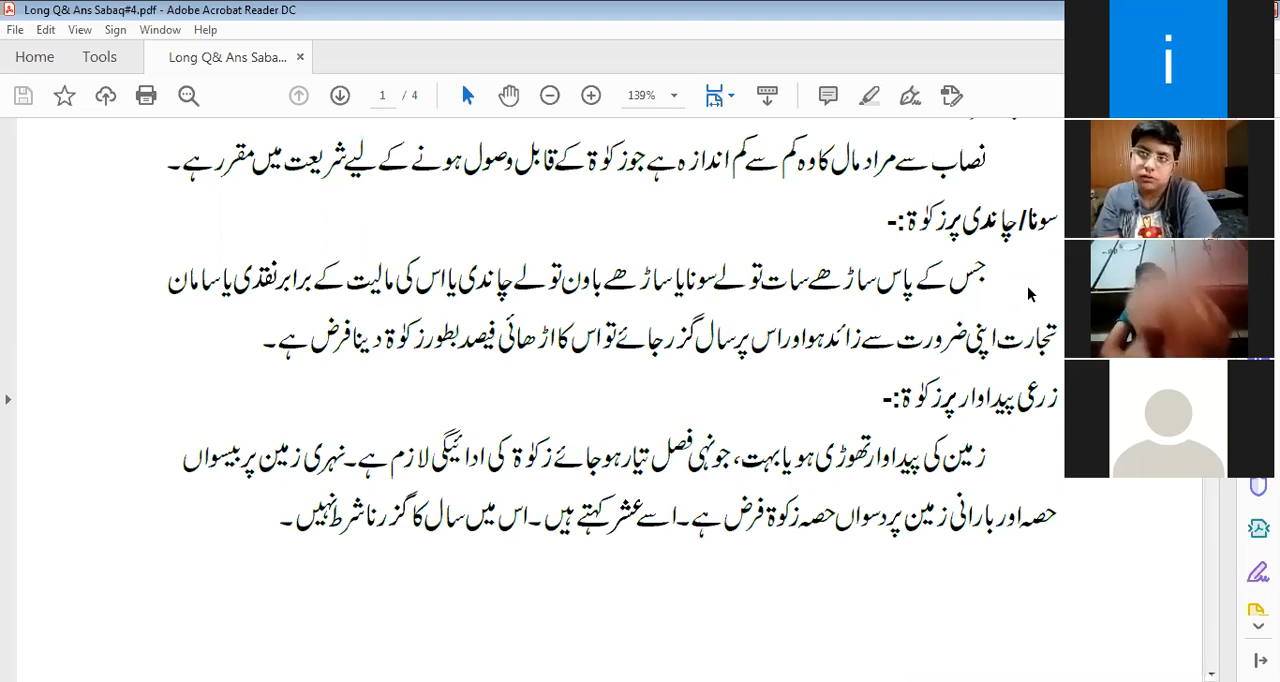 Long Q& Ans Sabaq#4.pdf - Adobe Acrobat Reader DC
File Edit View Sign Window Help
Home Tools Long Q& Ans Saba... ×
1 / 4 139%
i
نصاب سے مراد مال کا وہ کم سے کم اندازہ ہے جو زکوٰۃ کے قابل وصول ہونے کے لیے شریعت میں مقرر ہے۔
سونا/چاندی پر زکوٰۃ:-
جس کے پاس ساڑھے سات تولے سونا یا ساڑھے باون تولے چاندی یا اس کی مالیت کے برابر نقدی یا سامان
تجارت اپنی ضرورت سے زائد ہو اور اس پر سال گزر جائے تو اس کا اڑھائی فیصد بطور زکوٰۃ دینا فرض ہے۔
زرعی پیداوار پر زکوٰۃ:-
زمین کی پیداوار تھوڑی ہو یا بہت، جونہی فصل تیار ہو جائے زکوٰۃ کی ادائیگی لازم ہے۔ نہری زمین پر بیسواں
حصہ اور بارانی زمین پر دسواں حصہ زکوٰۃ فرض ہے۔ اسے عشر کہتے ہیں۔ اس میں سال کا گزرنا شرط نہیں۔